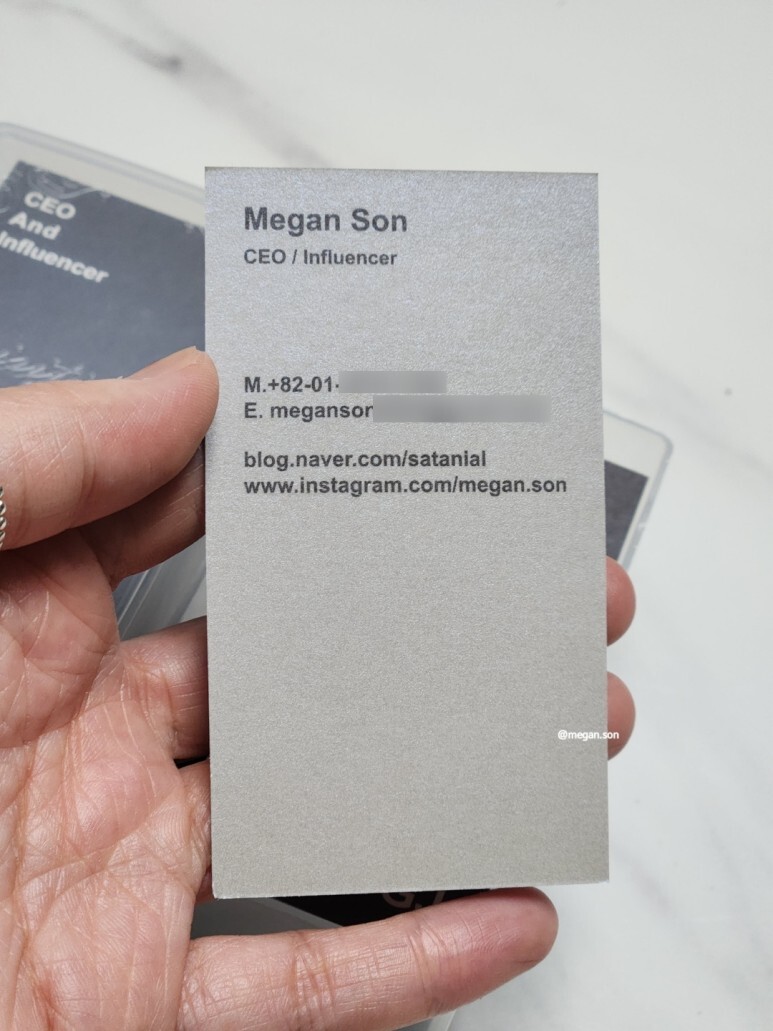 CEO
And
Influencer
Megan Son
CEO / Influencer
M.+82-01-
E. meganson
blog.naver.com/satanial
www.instagram.com/megan.son
@megan.son